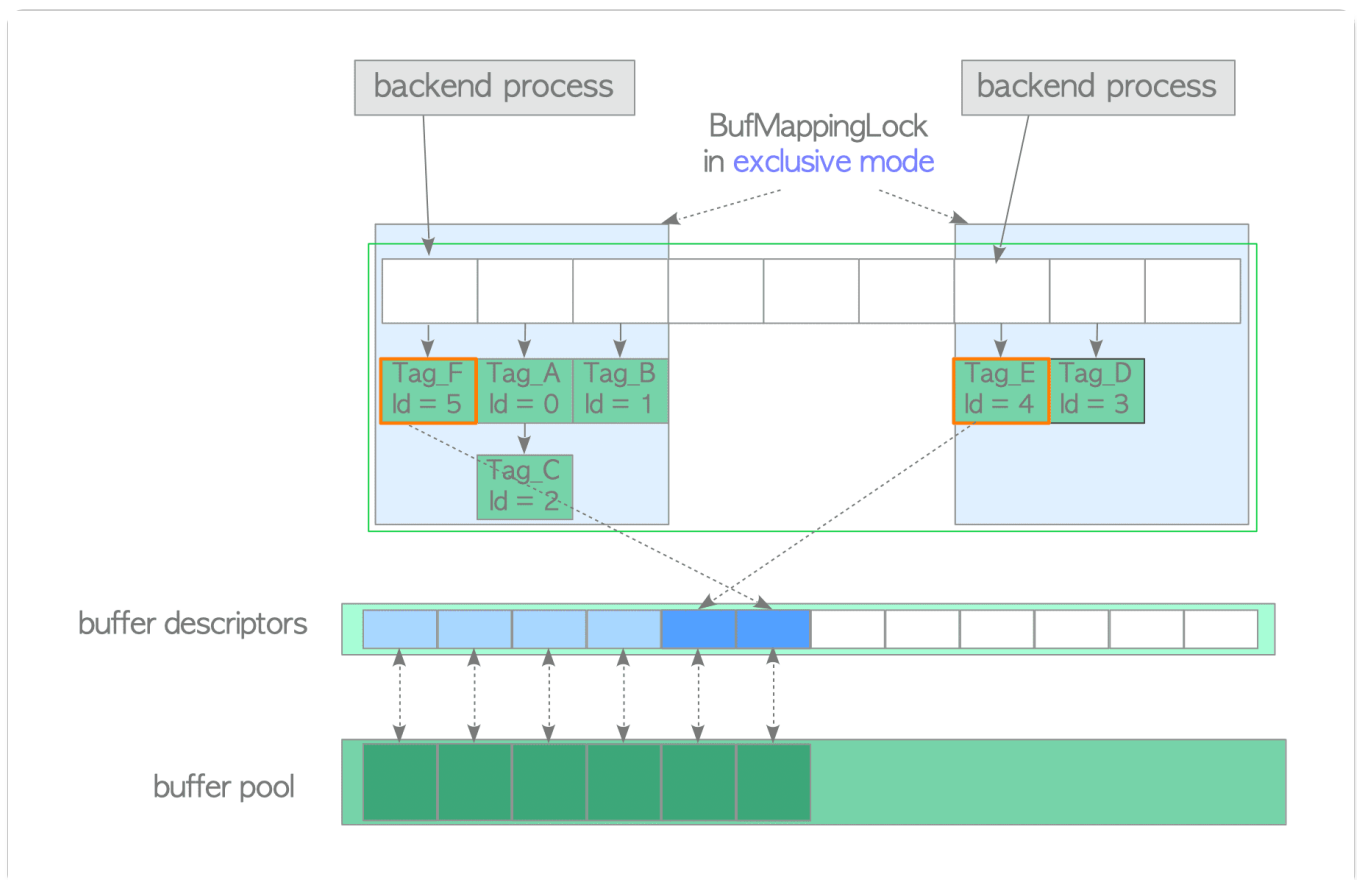 backend process
backend process
BufMappingLock
in exclusive mode
Tag_F
Id = 5
Tag_A
Id = 0
Tag_B
Id = 1
Tag_E
Id = 4
Tag_D
Id = 3
Tag_C
Id = 2
buffer descriptors
buffer pool